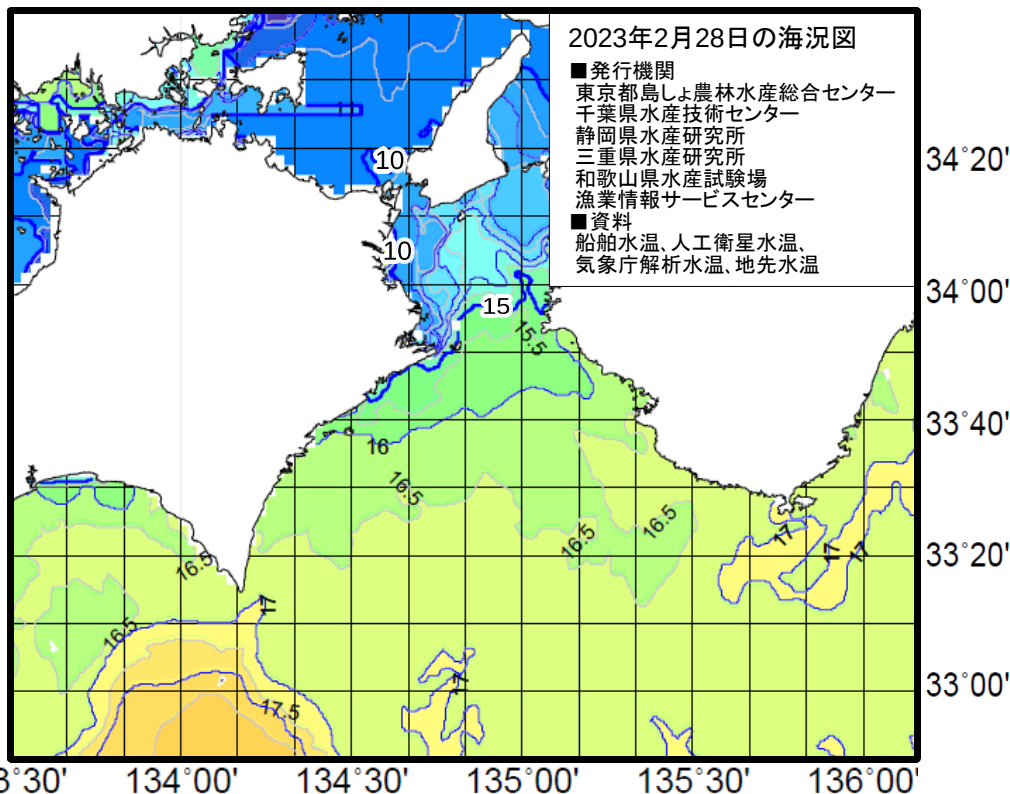 2023年2月28日の海況図
■発行機関
東京都島しょ農林水産総合センター
千葉県水産技術センター
静岡県水産研究所
三重県水産研究所
和歌山県水産試験場
漁業情報サービスセンター
■資料
船舶水温、人工衛星水温、
気象庁解析水温、地先水温
10
34°20'
10
34°00'
15
15.5
33°40'
16
16.5
16.5
16.5
17
17
17
33°20'
16.5
17
16.5
33°00'
17
17.5
3°30'
134°00'
134°30'
135°00'
135°30'
136°00'